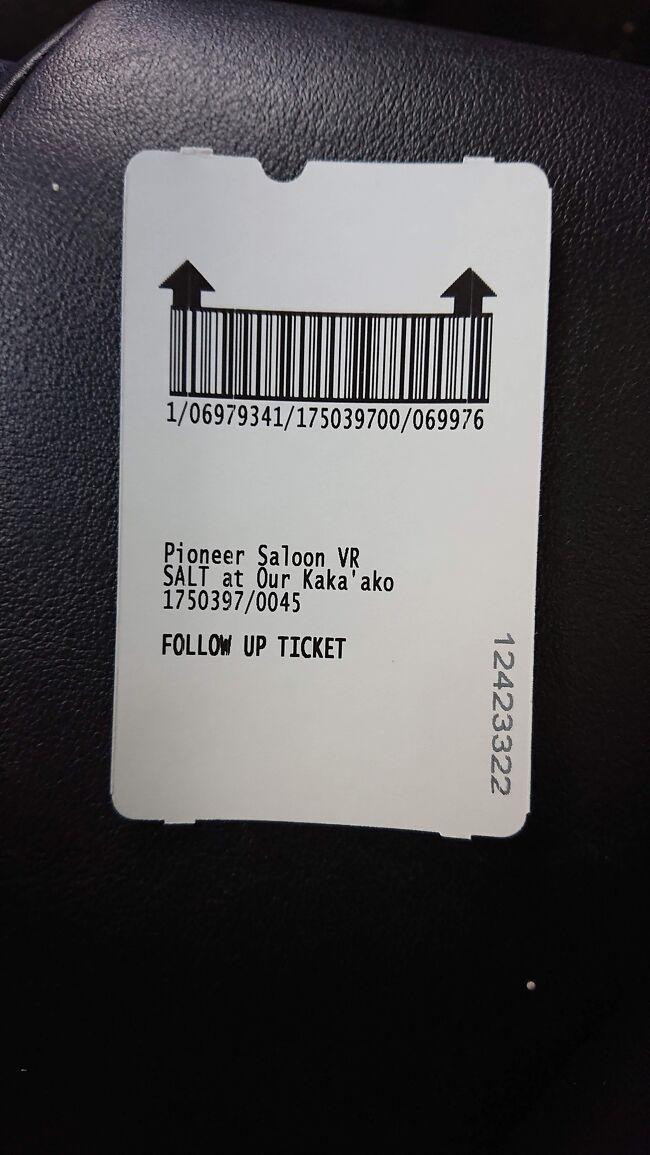 1/06979341/175039700/069976
Pioneer Saloon VR
SALT at Our Kaka'ako
1750397/0045
FOLLOW UP TICKET
12423322